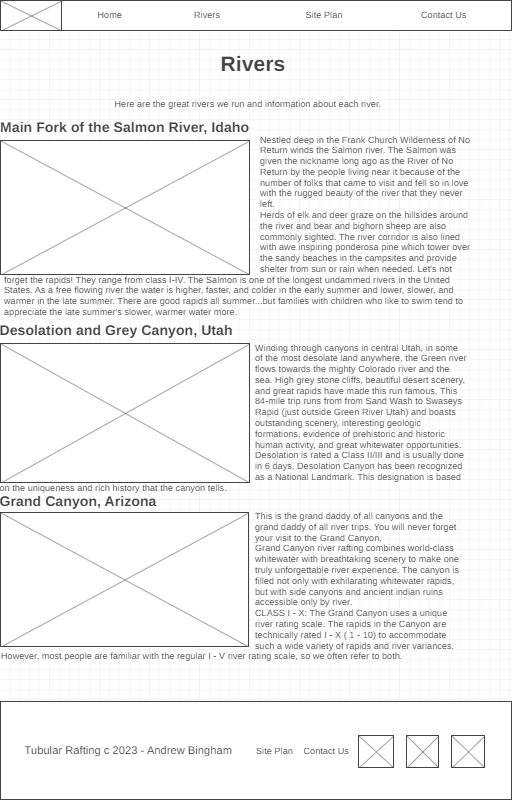 Home Rivers Site Plan Contact Us
Rivers
Here are the great rivers we run and information about each river.
Main Fork of the Salmon River, Idaho
Nestled deep in the Frank Church Wilderness of No
Return winds the Salmon river. The Salmon was
given the nickname long ago as the River of No
Return by the people living near it because of the
number of folks that came to visit and fell so in love
with the rugged beauty of the river that they never
left.
Herds of elk and deer graze on the hillsides around
the river and bear and bighorn sheep are also
commonly sighted. The river corridor is also lined
with awe inspiring ponderosa pine which tower over
the sandy beaches in the campsites and provide
shelter from sun or rain when needed. Let's not
forget the rapids! They range from class I-IV. The Salmon is one of the longest undammed rivers in the United
States. As a free flowing river the water is higher, faster, and colder in the early summer and lower, slower, and
warmer in the late summer. There are good rapids all summer...but families with children who like to swim tend to
appreciate the late summer's slower, warmer water more.
Desolation and Grey Canyon, Utah
Winding through canyons in central Utah, in some
of the most desolate land anywhere, the Green river
flows towards the mighty Colorado river and the
sea. High grey stone cliffs, beautiful desert scenery,
and great rapids have made this run famous. This
84-mile trip runs from from Sand Wash to Swaseys
Rapid (just outside Green River Utah) and boasts
outstanding scenery, interesting geologic
formations, evidence of prehistoric and historic
human activity, and great whitewater opportunities.
Desolation is rated a Class II/III and is usually done
in 6 days. Desolation Canyon has been recognized
as a National Landmark. This designation is based
on the uniqueness and rich history that the canyon tells.
Grand Canyon, Arizona
This is the grand daddy of all canyons and the
grand daddy of all river trips. You will never forget
your visit to the Grand Canyon.
Grand Canyon river rafting combines world-class
whitewater with breathtaking scenery to make one
truly unforgettable river experience. The canyon is
filled not only with exhilarating whitewater rapids,
but with side canyons and ancient indian ruins
accessible only by river.
CLASS I - X: The Grand Canyon uses a unique
river rating scale. The rapids in the Canyon are
technically rated I - X ( 1 - 10) to accommodate
such a wide variety of rapids and river variances.
However, most people are familiar with the regular I - V river rating scale, so we often refer to both.
Tubular Rafting c 2023 - Andrew Bingham Site Plan Contact Us